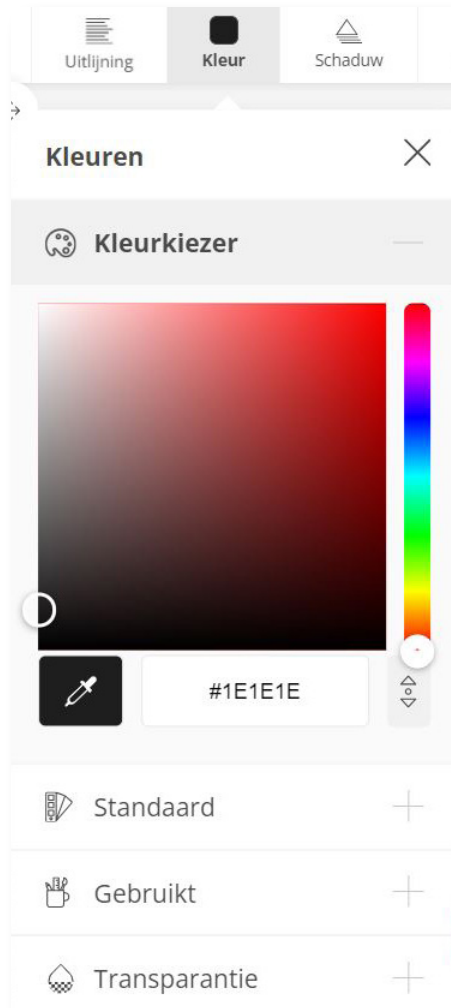 Uitlijning
Kleur
Schaduw
Kleuren
Kleurkiezer
#1E1E1E
Standaard
Gebruikt
Transparantie